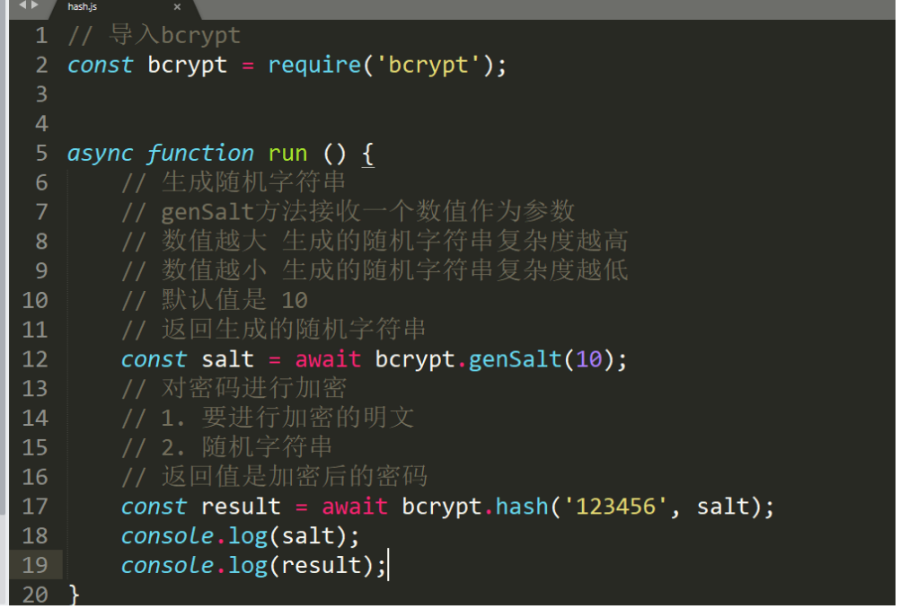 hash.js ×
1 // 导入bcrypt
2 const bcrypt = require('bcrypt');
3
4
5 async function run () {
6 // 生成随机字符串
7 // genSalt方法接收一个数值作为参数
8 // 数值越大 生成的随机字符串复杂度越高
9 // 数值越小 生成的随机字符串复杂度越低
10 // 默认值是 10
11 // 返回生成的随机字符串
12 const salt = await bcrypt.genSalt(10);
13 // 对密码进行加密
14 // 1. 要进行加密的明文
15 // 2. 随机字符串
16 // 返回值是加密后的密码
17 const result = await bcrypt.hash('123456', salt);
18 console.log(salt);
19 console.log(result);
20 }